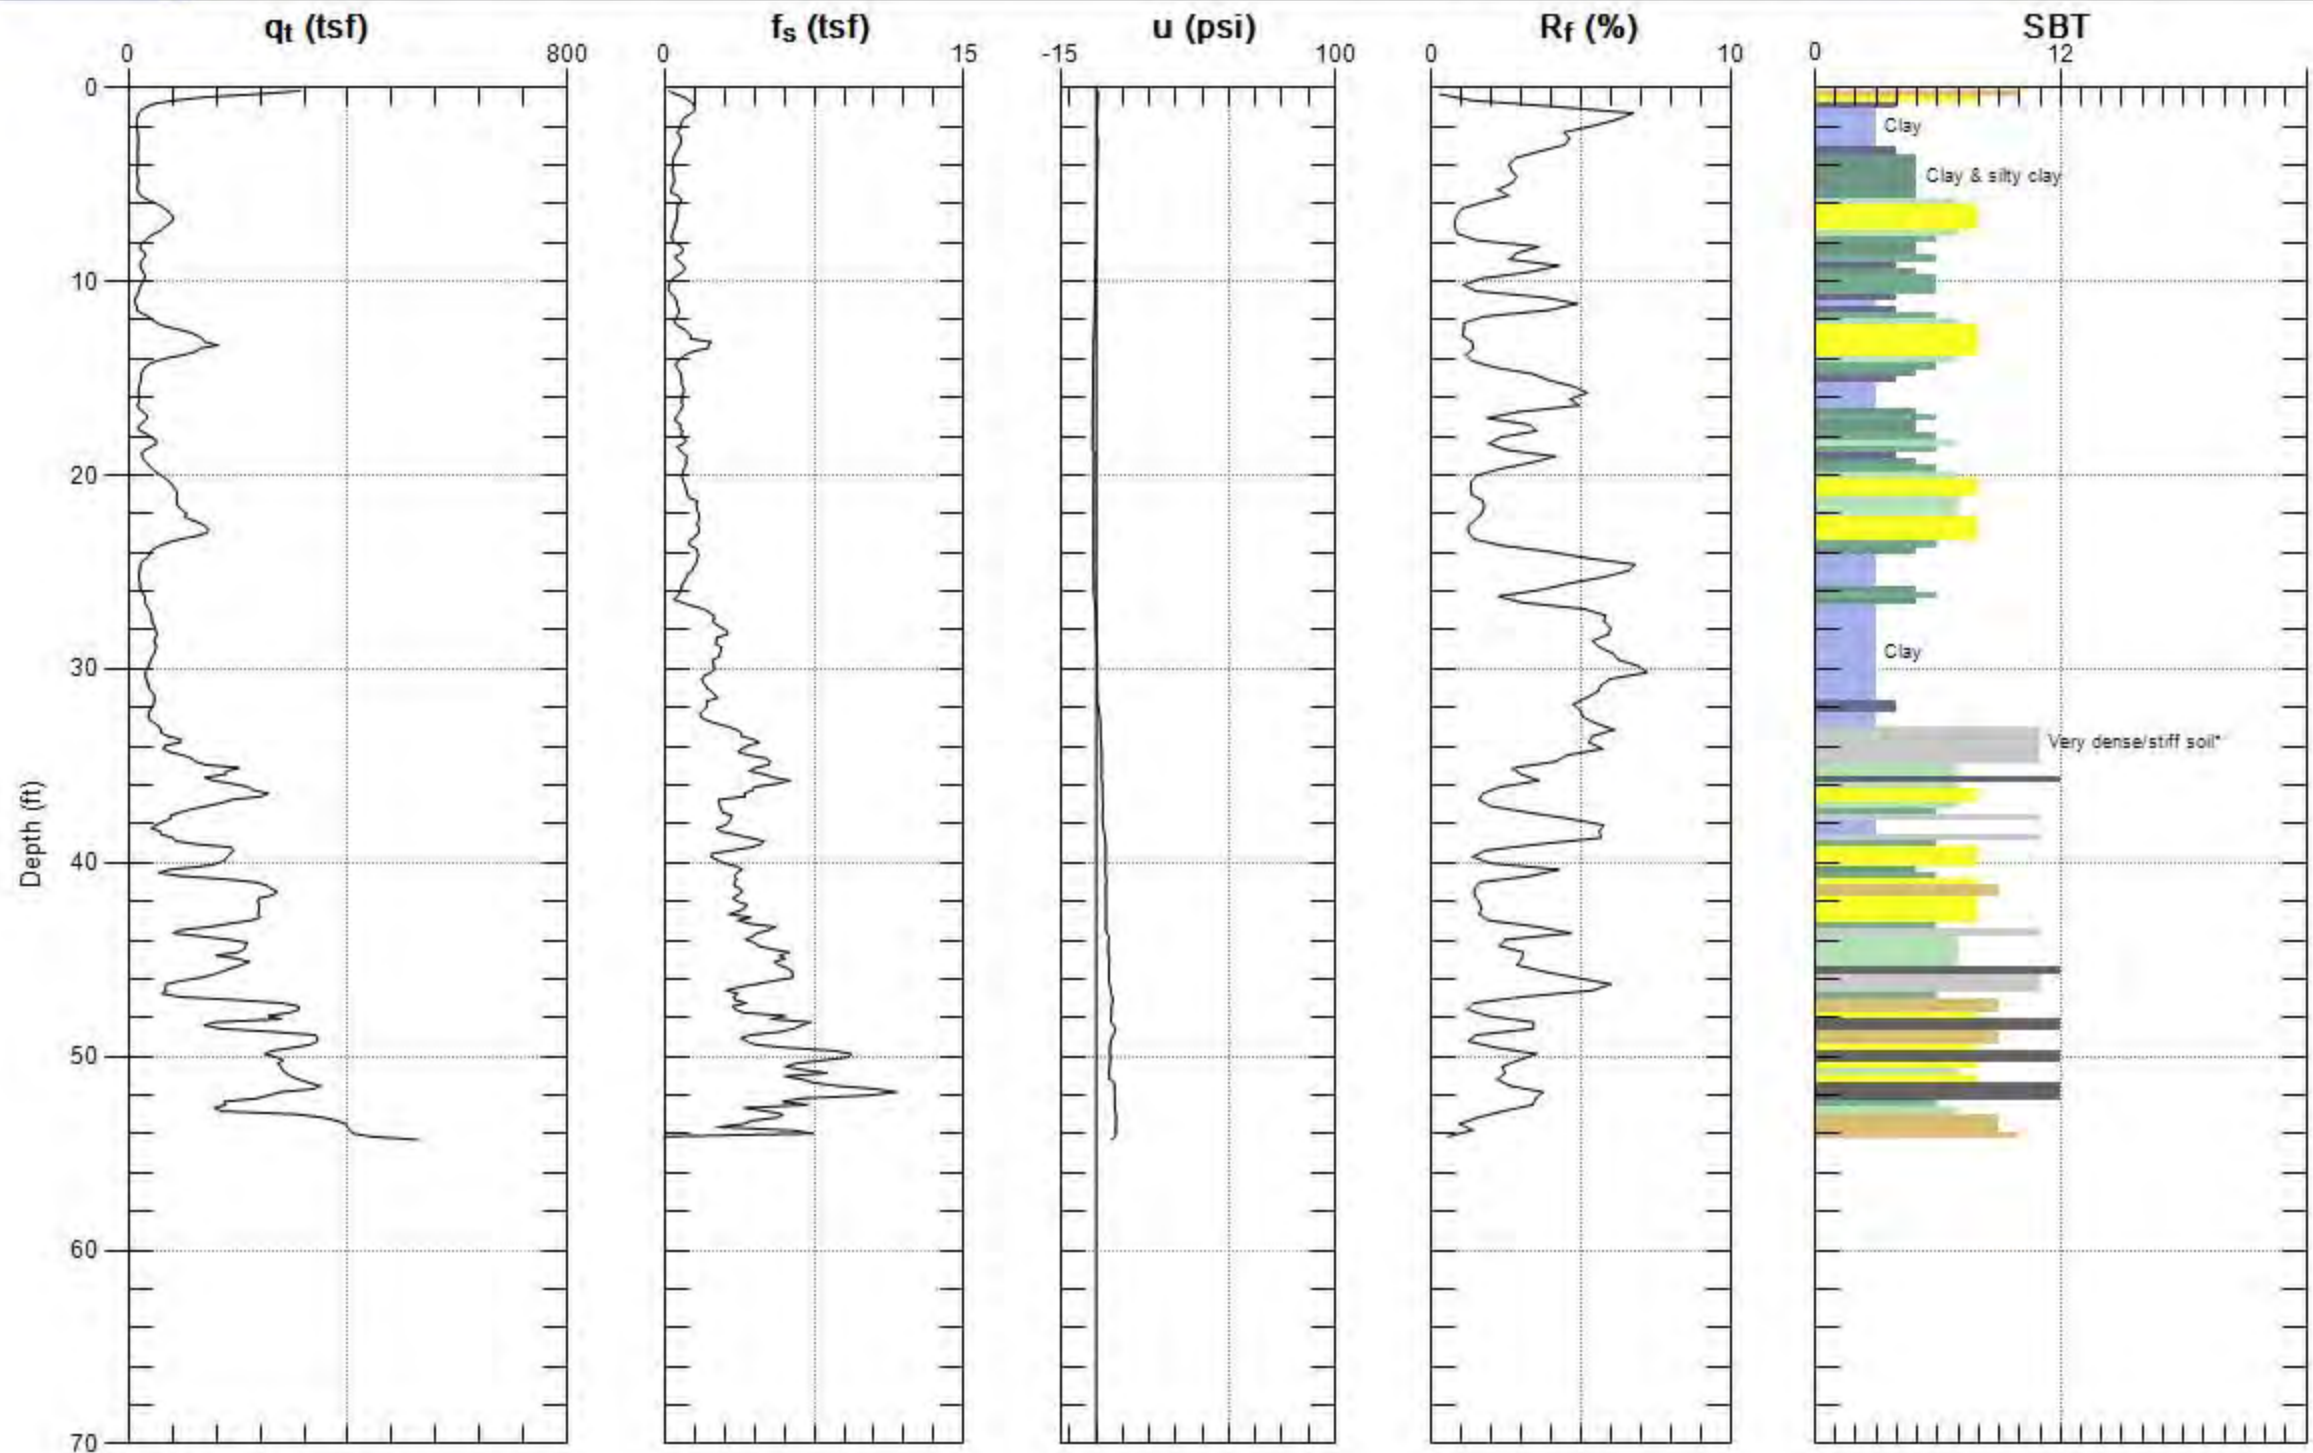 qt (tsf) fs (tsf) u (psi) Rf (%) SBT
0 800 0 15 -15 100 0 10 0 12
0
Clay
Clay & silty clay
10
20
30
Clay
Very dense/stiff soil*
Depth (ft)
40
50
60
70